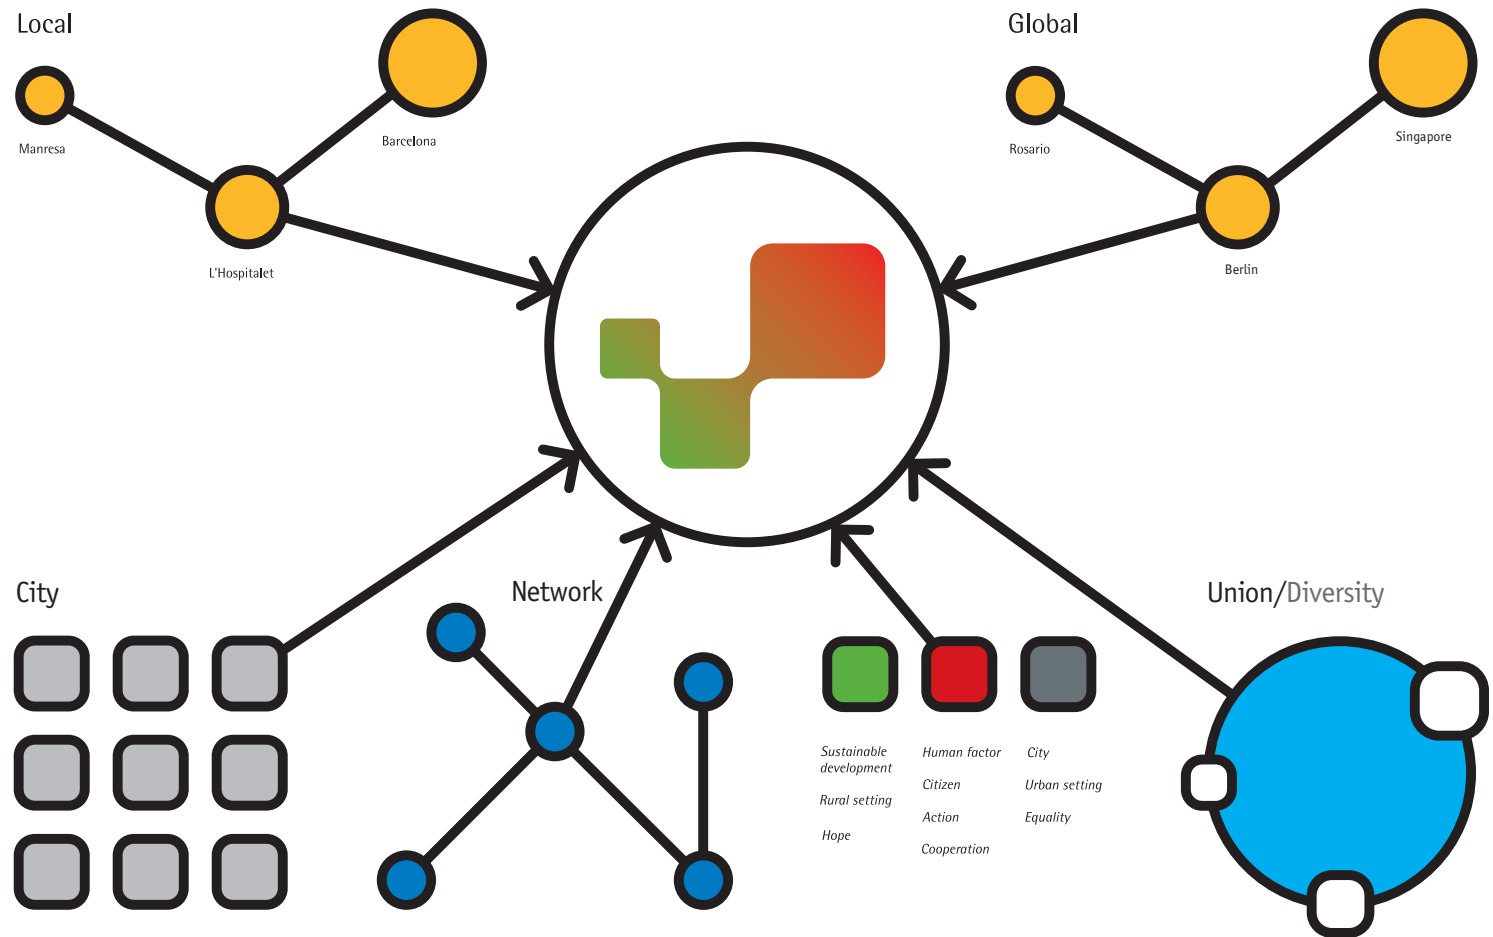 Local
Global
Manresa
Barcelona
L'Hospitalet
Rosario
Singapore
Berlin
City
Network
Union/Diversity
Sustainable
development
Rural setting
Hope
Human factor
Citizen
Action
Cooperation
City
Urban setting
Equality